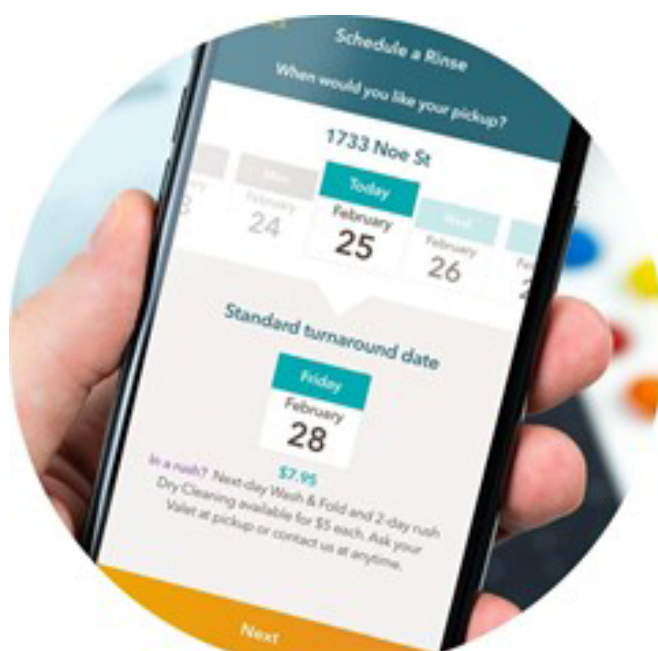 Schedule a Rinse
When would you like your pickup?
1733 Noe St
Mon
Today
Wed
February
February
February
24
25
26
Standard turnaround date
Friday
February
28
$7.95
In a rush? Next-day Wash & Fold and 2-day rush
Dry Cleaning available for $5 each. Ask your
Valet at pickup or contact us at anytime.
Next